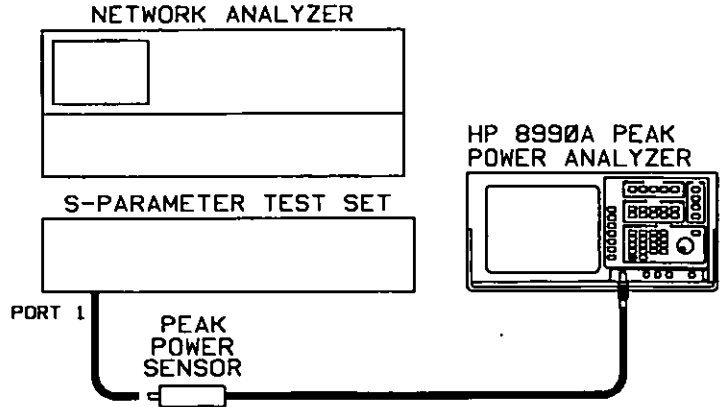 NETWORK ANALYZER
HP 8990A PEAK
POWER ANALYZER
S-PARAMETER TEST SET
PORT 1
PEAK
POWER
SENSOR